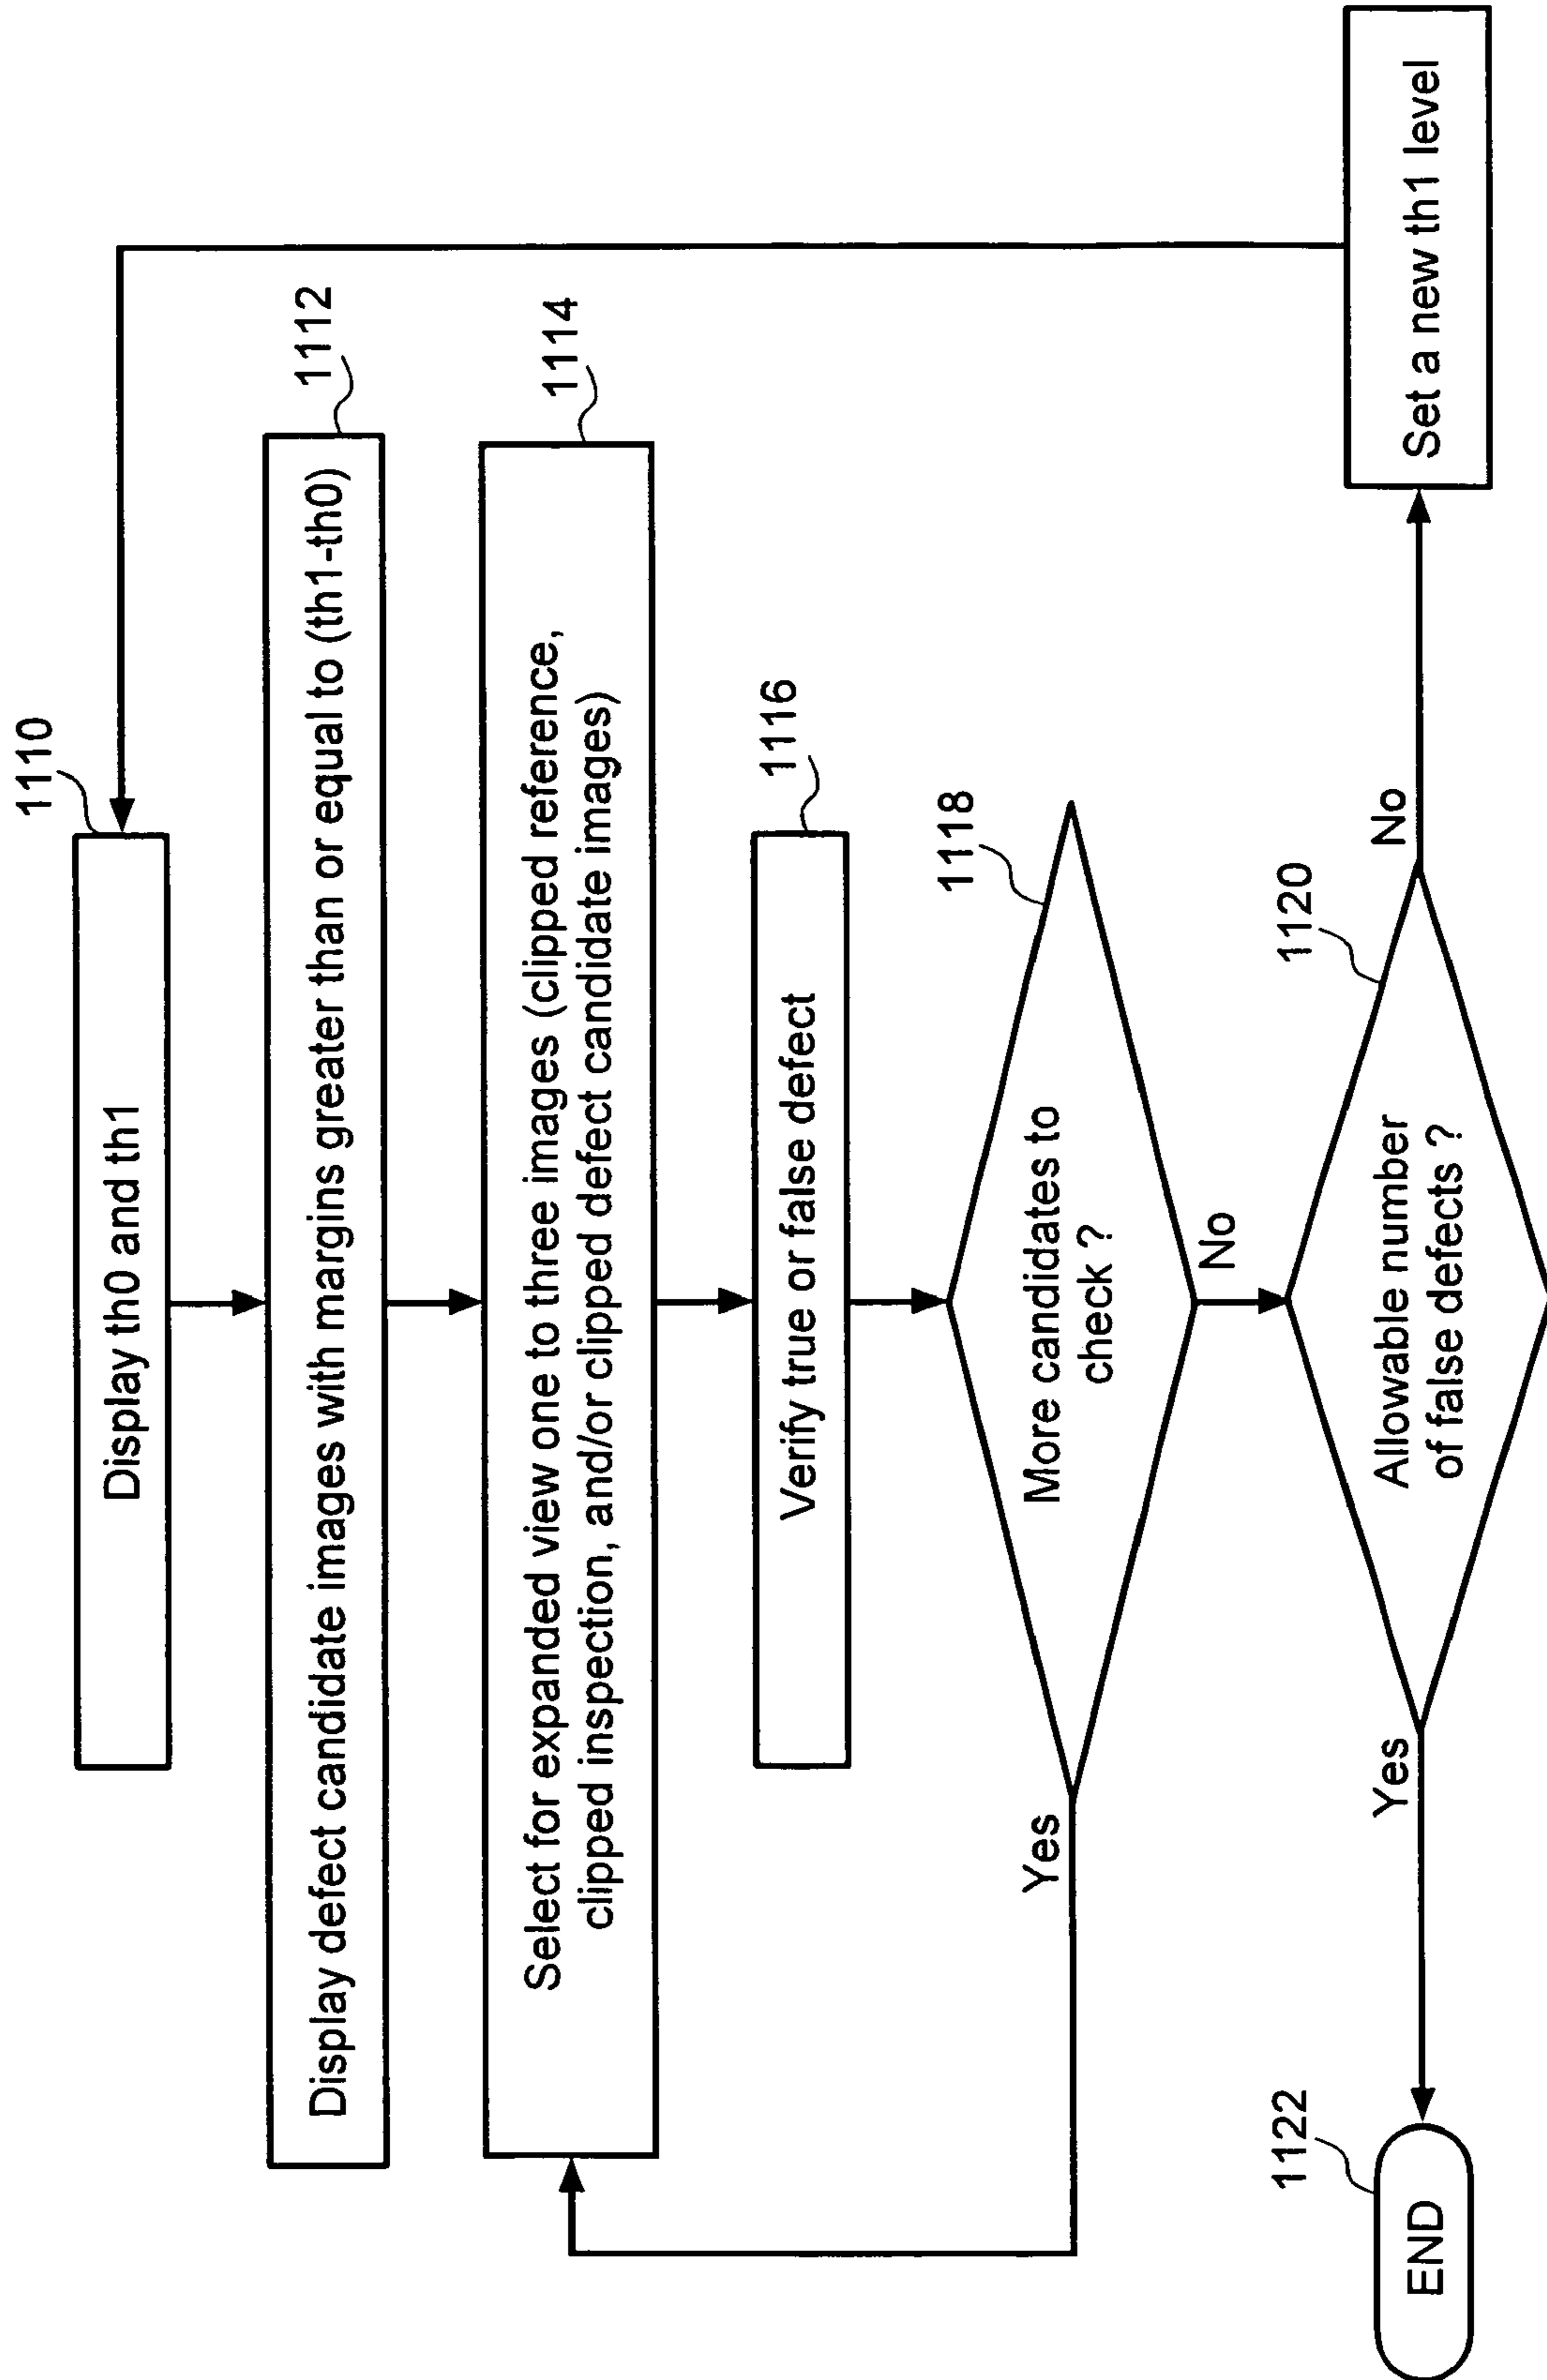 1110
Display th0 and th1
1112
Display defect candidate images with margins greater than or equal to (th1-th0)
1114
Select for expanded view one to three images (clipped reference,
clipped inspection, and/or clipped defect candidate images)
1116
Verify true or false defect
1118
More candidates to
check ?
Yes
No
1120
Allowable number
of false defects ?
Yes
No
Set a new th1 level
1122
END